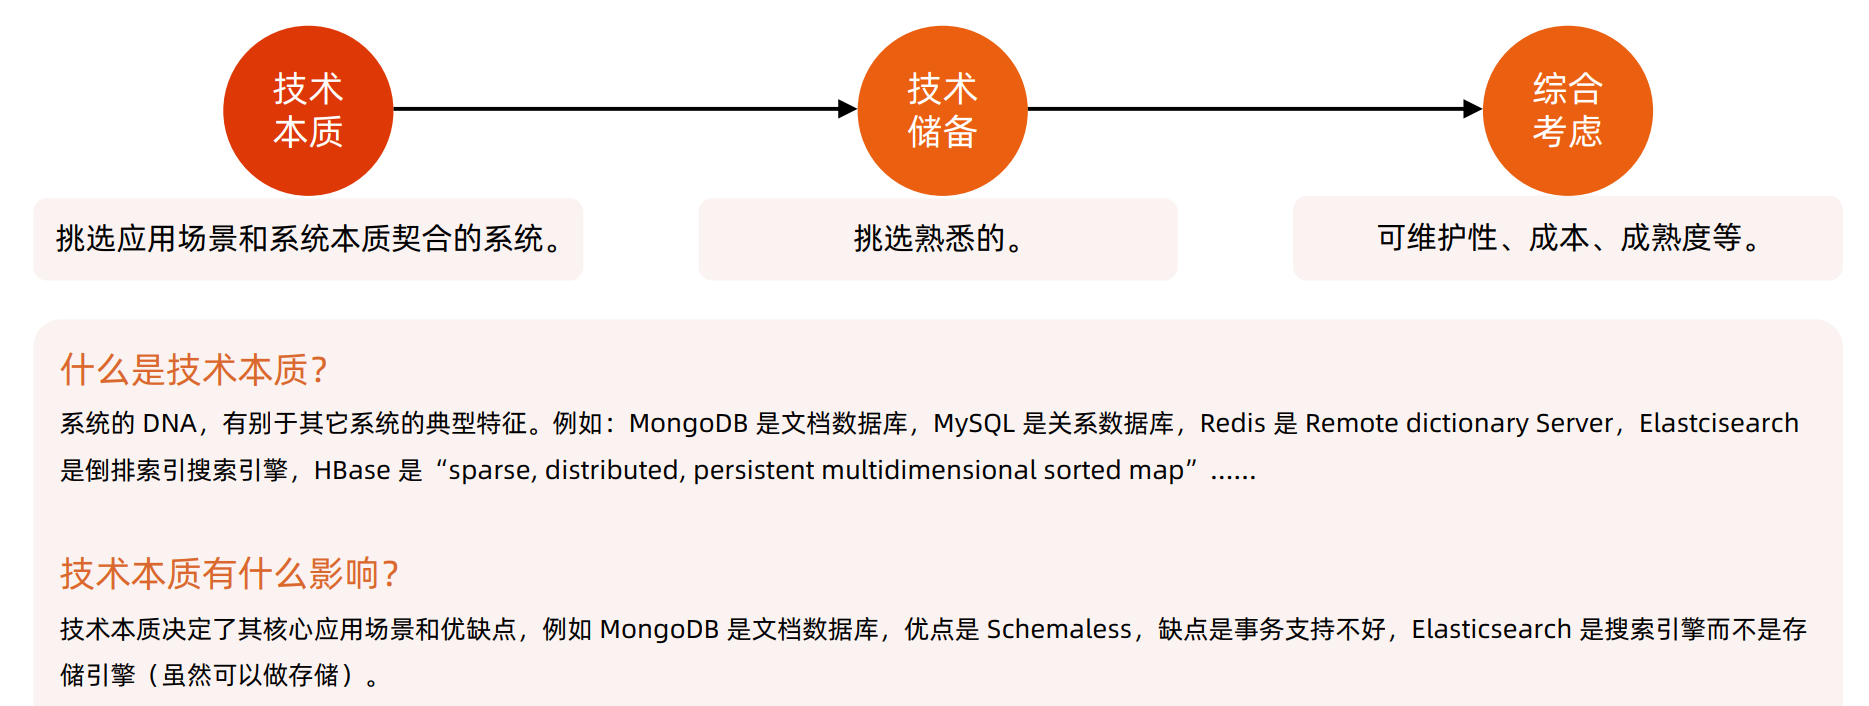 技术
本质
技术
储备
综合
考虑
挑选应用场景和系统本质契合的系统。
挑选熟悉的。
可维护性、成本、成熟度等。
什么是技术本质？
系统的 DNA，有别于其它系统的典型特征。例如：MongoDB 是文档数据库，MySQL 是关系数据库，Redis 是 Remote dictionary Server，Elastcisearch
是倒排索引搜索引擎，HBase 是“sparse, distributed, persistent multidimensional sorted map”……
技术本质有什么影响？
技术本质决定了其核心应用场景和优缺点，例如 MongoDB 是文档数据库，优点是 Schemaless，缺点是事务支持不好，Elasticsearch 是搜索引擎而不是存
储引擎（虽然可以做存储）。